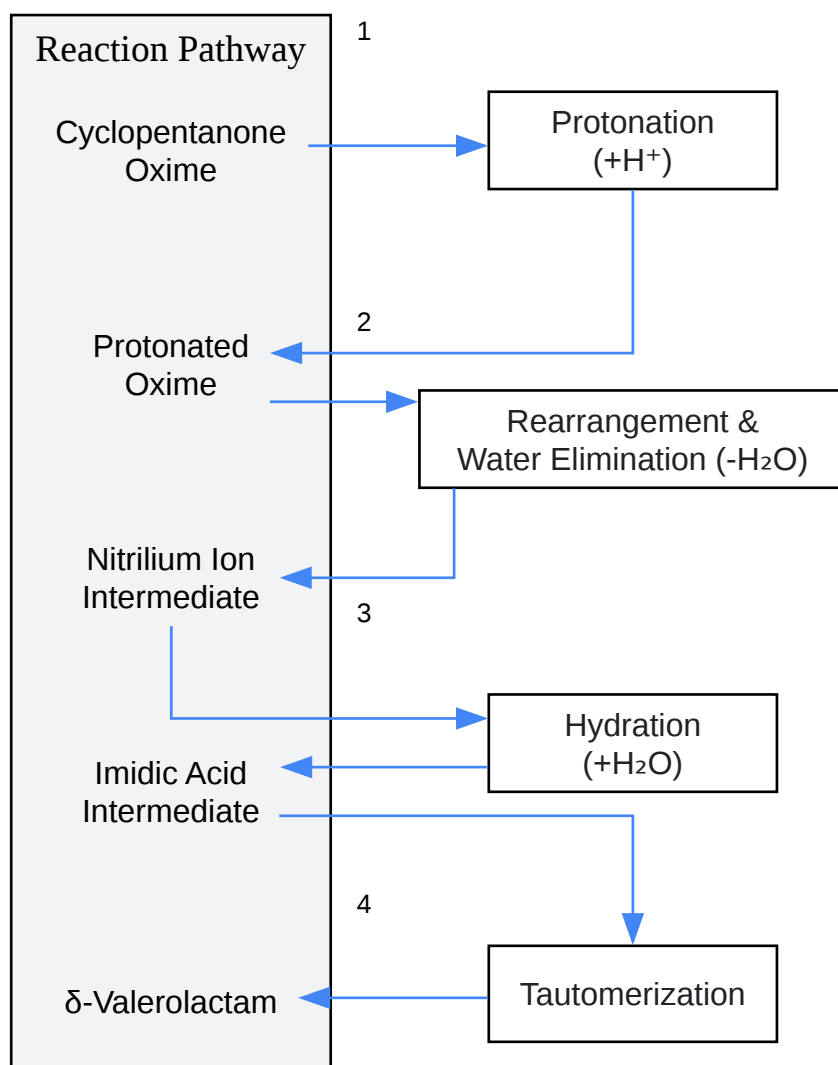 Reaction Pathway
1
Cyclopentanone
Oxime
Protonation
(+H⁺)
2
Protonated
Oxime
Rearrangement &
Water Elimination (-H₂O)
Nitrilium Ion
Intermediate
3
Hydration
(+H₂O)
Imidic Acid
Intermediate
4
δ-Valerolactam
Tautomerization